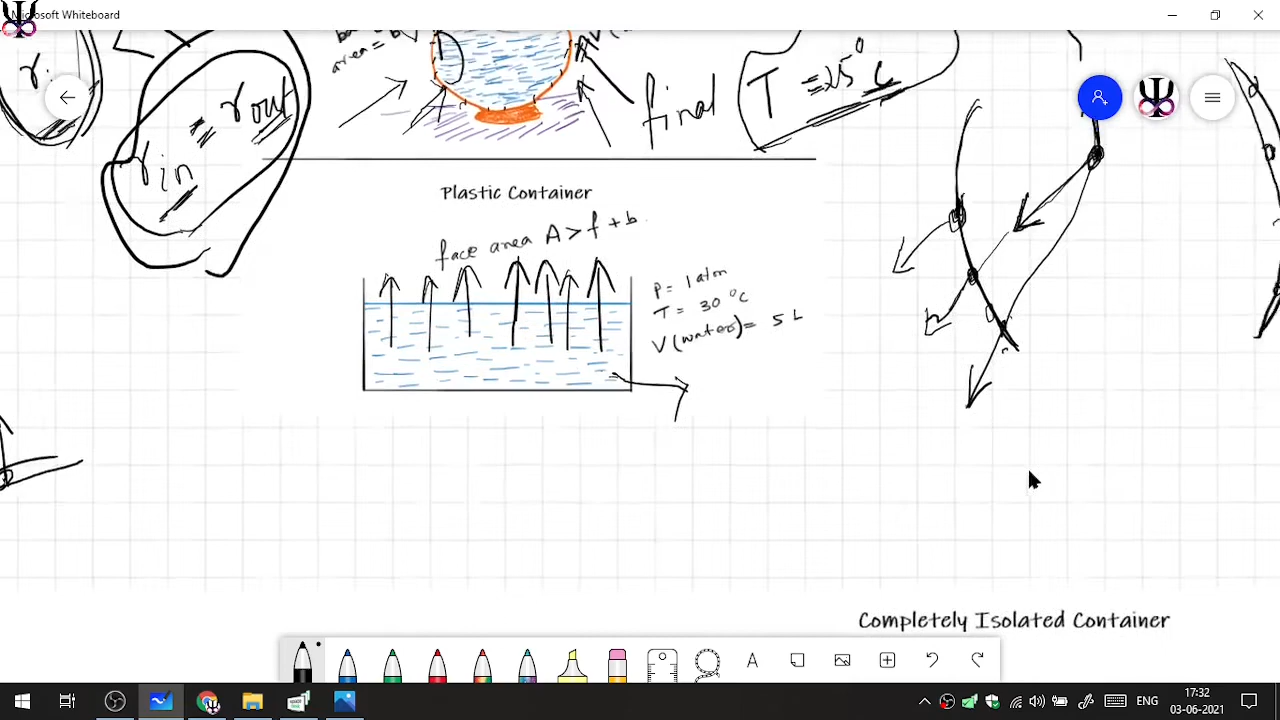 Microsoft Whiteboard
area = b
r.
r in = r out
final
T = 25°C
Plastic Container
face area A > f + b.
P = 1 atm
T = 30°C
V(water) = 5 L
Completely Isolated Container
A
ENG
17:32
03-06-2021